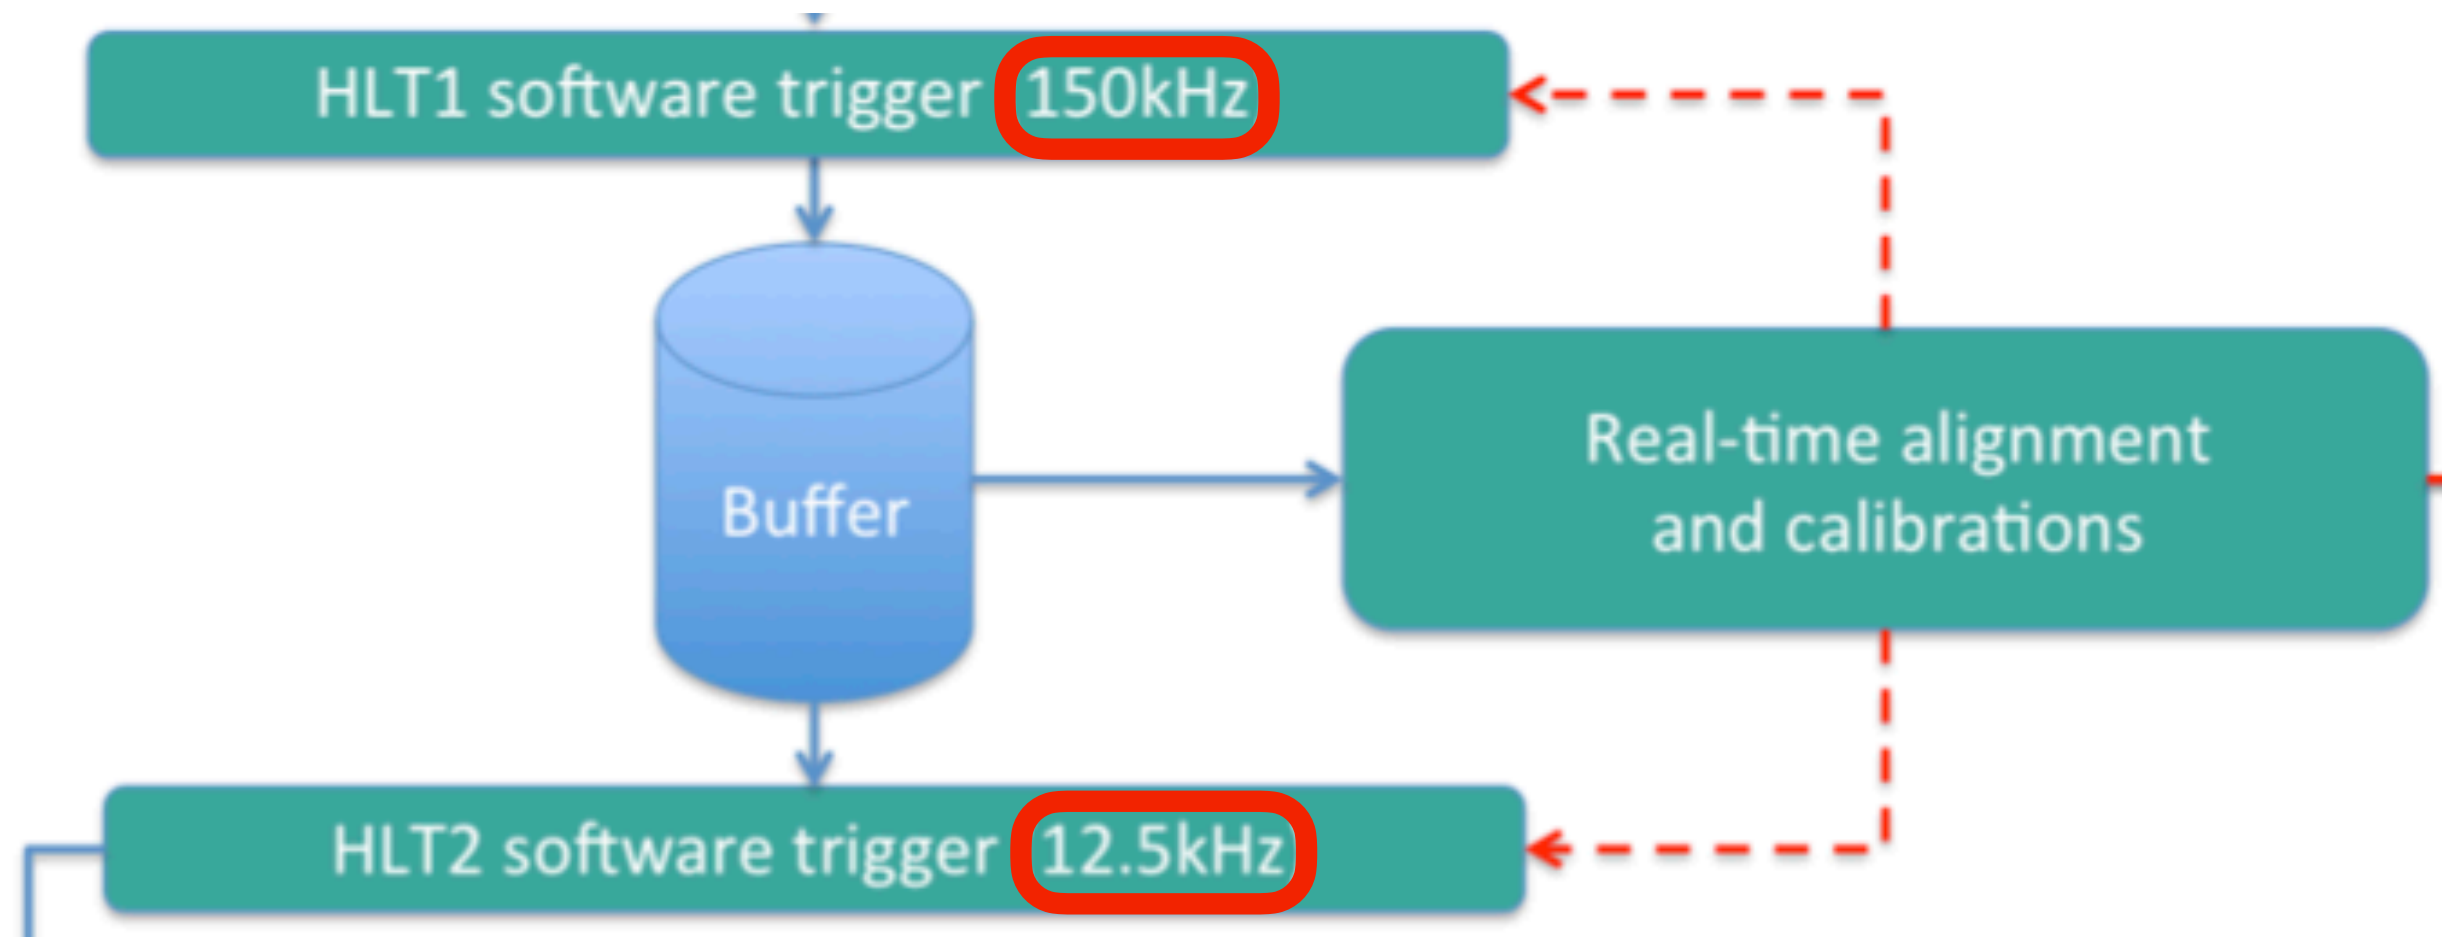 HLT1 software trigger 150kHz
Buffer
Real-time alignment
and calibrations
HLT2 software trigger 12.5kHz